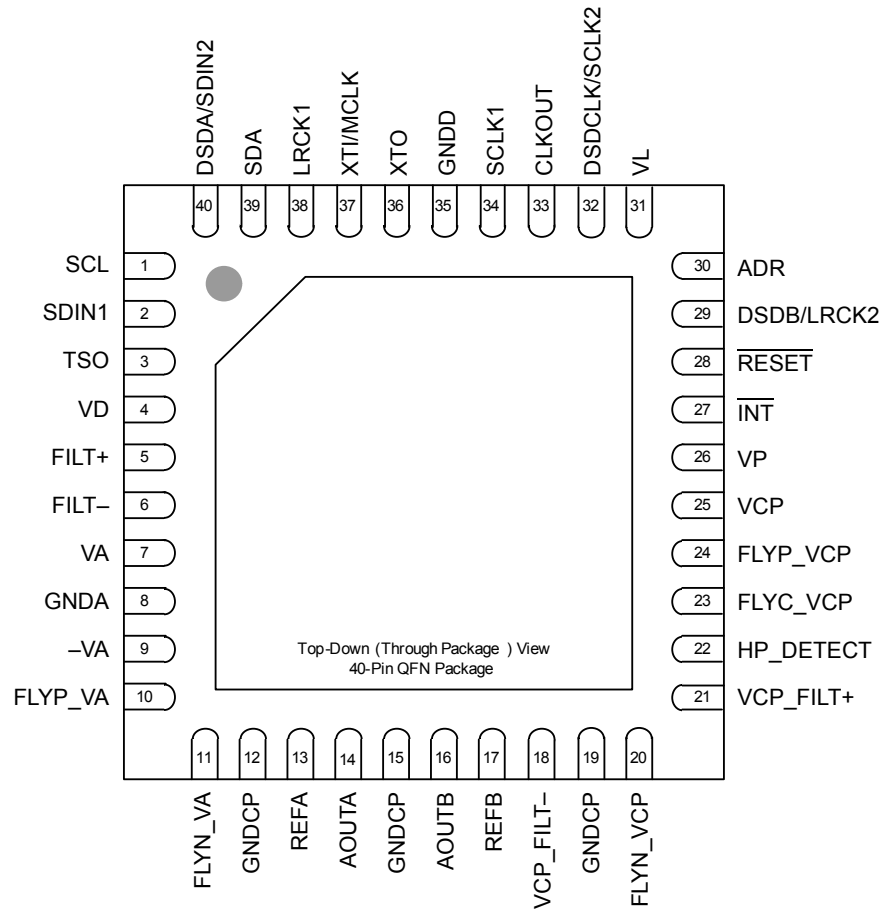 DSDA/SDIN2
SDA
LRCK1
XTI/MCLK
XTO
GNDD
SCLK1
CLKOUT
DSDCLK/SCLK2
VL
40
39
38
37
36
35
34
33
32
31
SCL 1
SDIN1 2
TSO 3
VD 4
FILT+ 5
FILT– 6
VA 7
GNDA 8
–VA 9
FLYP_VA 10
30 ADR
29 DSDB/LRCK2
28 RESET
27 INT
26 VP
25 VCP
24 FLYP_VCP
23 FLYC_VCP
22 HP_DETECT
21 VCP_FILT+
Top-Down (Through Package ) View
40-Pin QFN Package
11
12
13
14
15
16
17
18
19
20
FLYN_VA
GNDCP
REFA
AOUTA
GNDCP
AOUTB
REFB
VCP_FILT–
GNDCP
FLYN_VCP